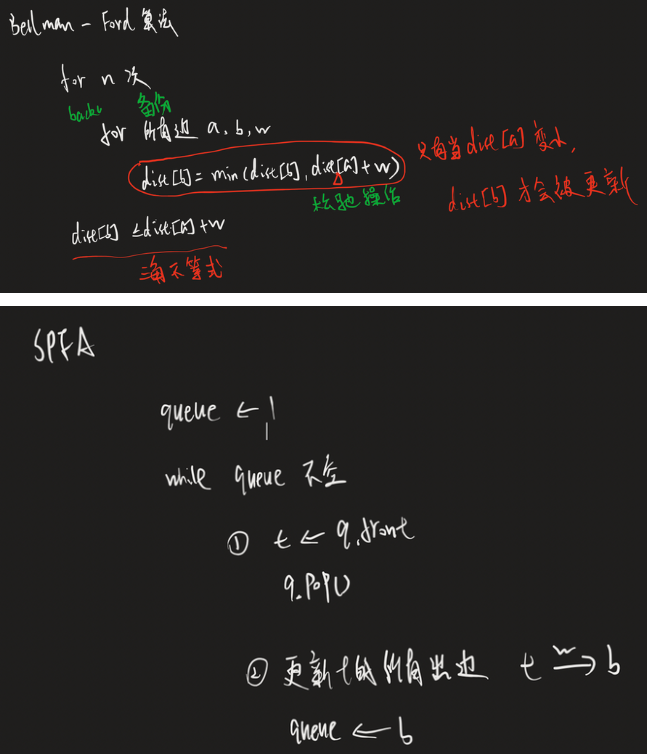 Bellman - Ford 算法
for n 次
backup 备份
for 所有边 a, b, w
dist[b] = min(dist[b], dist[a] + w)
松弛操作
只有当 dist[a] 变小,
dist[b] 才会被更新
dist[b] ≤ dist[a] + w
三角不等式
SPFA
queue ← 1
while queue 不空
① t ← q.front
q.pop()
② 更新t的所有出边 t —w→ b
queue ← b